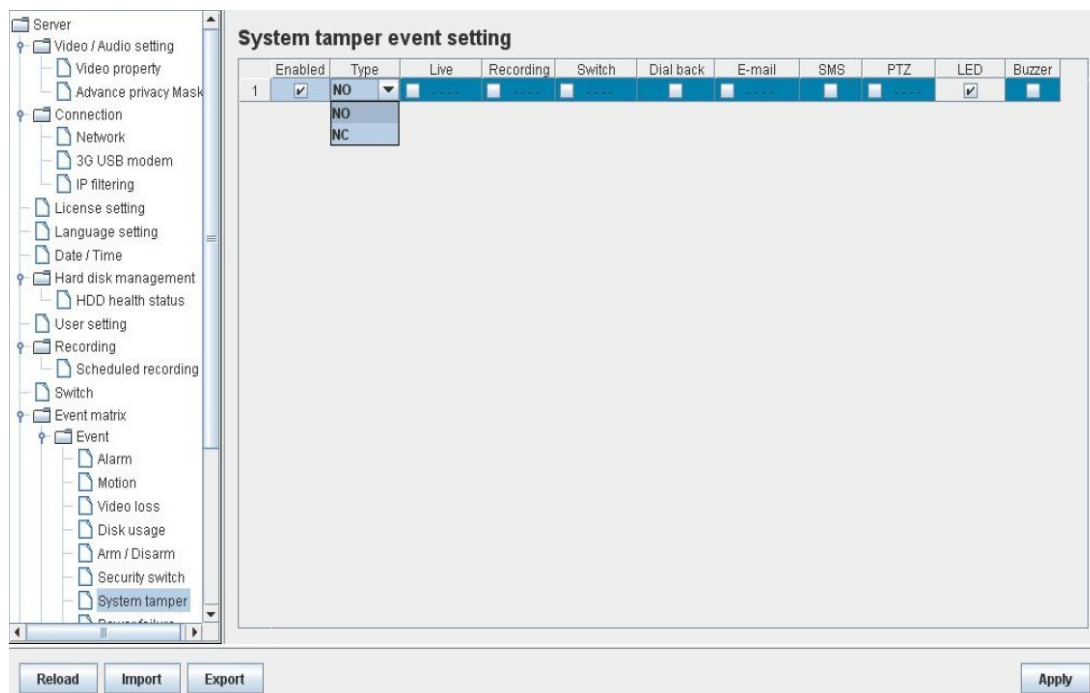 Server
Video / Audio setting
Video property
Advance privacy Mask
Connection
Network
3G USB modem
IP filtering
License setting
Language setting
Date / Time
Hard disk management
HDD health status
User setting
Recording
Scheduled recording
Switch
Event matrix
Event
Alarm
Motion
Video loss
Disk usage
Arm / Disarm
Security switch
System tamper
System tamper event setting
Enabled Type Live Recording Switch Dial back E-mail SMS PTZ LED Buzzer
1 NO ---- ---- ---- ---- ----
NO
NC
Reload Import Export Apply